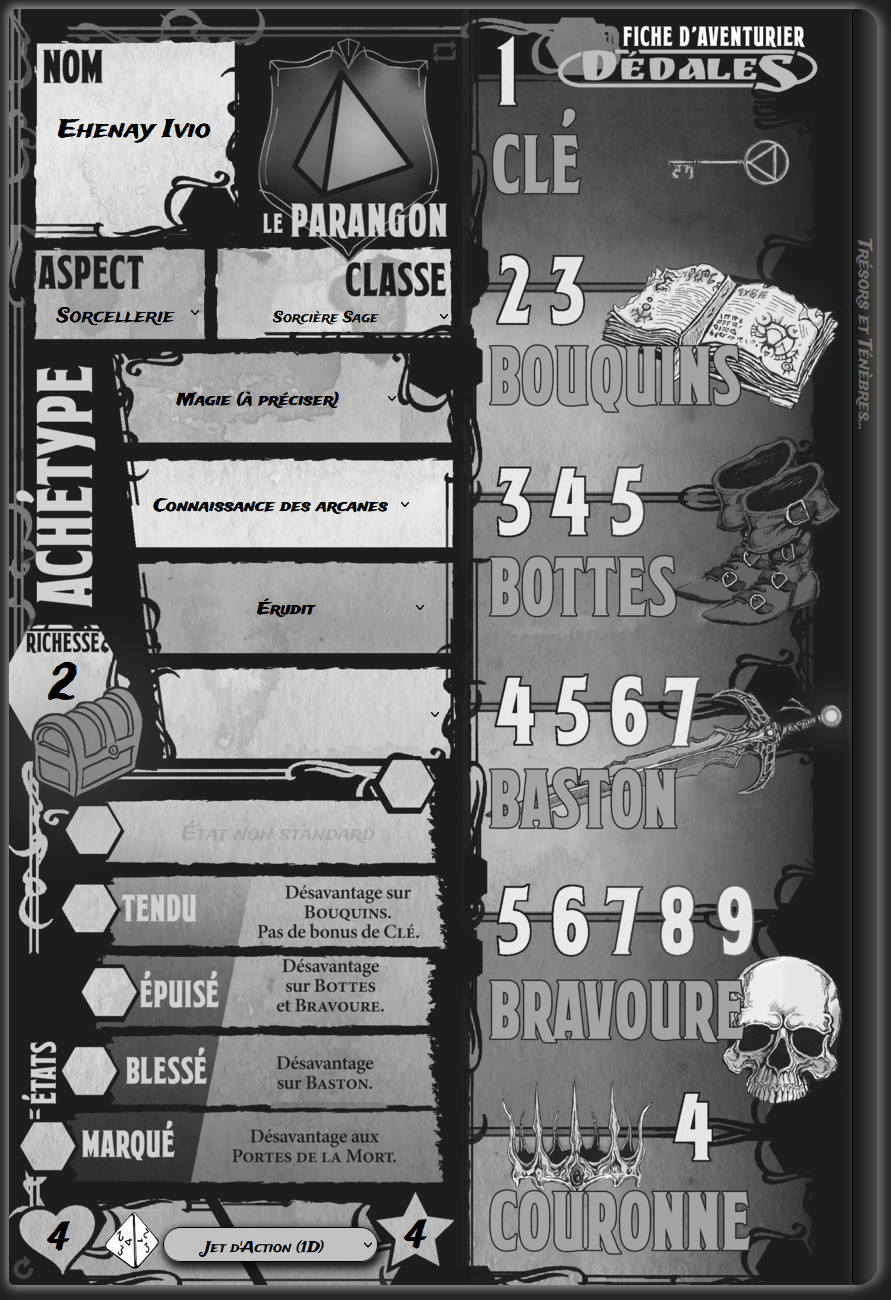 NOM
Ehenay Ivio
LE PARANGON
ASPECT
Sorcellerie
CLASSE
Sorcière Sage
ACHÉTYPE
Magie (à préciser)
Connaissance des arcanes
Érudit
RICHESSE
2
État non standard
TENDU
Désavantage sur
Bouquins.
Pas de bonus de Clé.
ÉPUISÉ
Désavantage
sur Bottes
et Bravoure.
ÉTATS
BLESSÉ
Désavantage
sur Baston.
MARQUÉ
Désavantage aux
Portes de la Mort.
4
Jet d'Action (1D)
4
FICHE D'AVENTURIER
DÉDALES
1
CLÉ
2 3
BOUQUINS
3 4 5
BOTTES
4 5 6 7
BASTON
5 6 7 8 9
BRAVOURE
4
COURONNE
Trésors et Ténèbres...